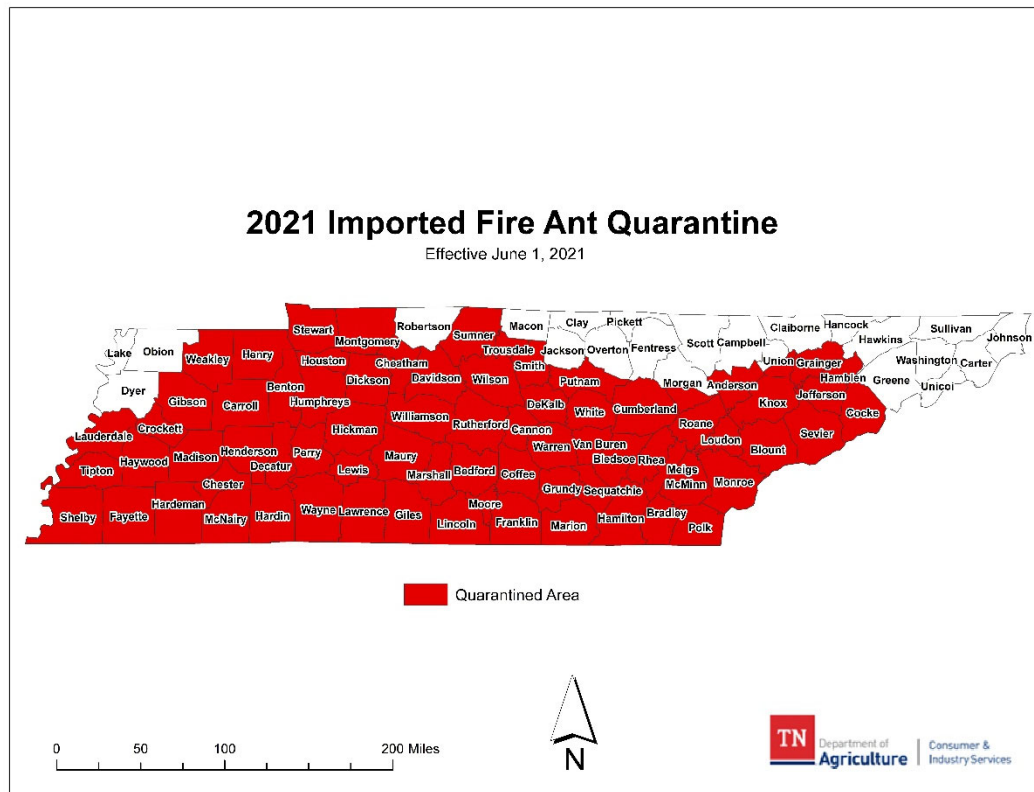 2021 Imported Fire Ant Quarantine
Effective June 1, 2021
Stewart
Montgomery
Robertson
Sumner
Macon
Clay
Pickett
Claiborne
Hancock
Sullivan
Johnson
Lake
Obion
Weakley
Henry
Houston
Cheatham
Trousdale
Smith
Jackson
Overton
Fentress
Scott
Campbell
Union
Grainger
Hawkins
Washington
Carter
Dyer
Benton
Dickson
Davidson
Wilson
Putnam
Morgan
Anderson
Hamblen
Greene
Unicoi
Gibson
Carroll
Humphreys
Williamson
Rutherford
DeKalb
Cannon
White
Cumberland
Roane
Knox
Jefferson
Cocke
Lauderdale
Crockett
Hickman
Warren
Van Buren
Loudon
Blount
Sevier
Tipton
Haywood
Madison
Henderson
Decatur
Perry
Lewis
Maury
Marshall
Bedford
Coffee
Bledsoe
Rhea
Meigs
McMinn
Monroe
Chester
Grundy
Sequatchie
Shelby
Fayette
Hardeman
McNairy
Hardin
Wayne
Lawrence
Giles
Lincoln
Moore
Franklin
Marion
Hamilton
Bradley
Polk
Quarantined Area
0 50 100 200 Miles
N
TN
Department of
Agriculture
Consumer &
Industry Services